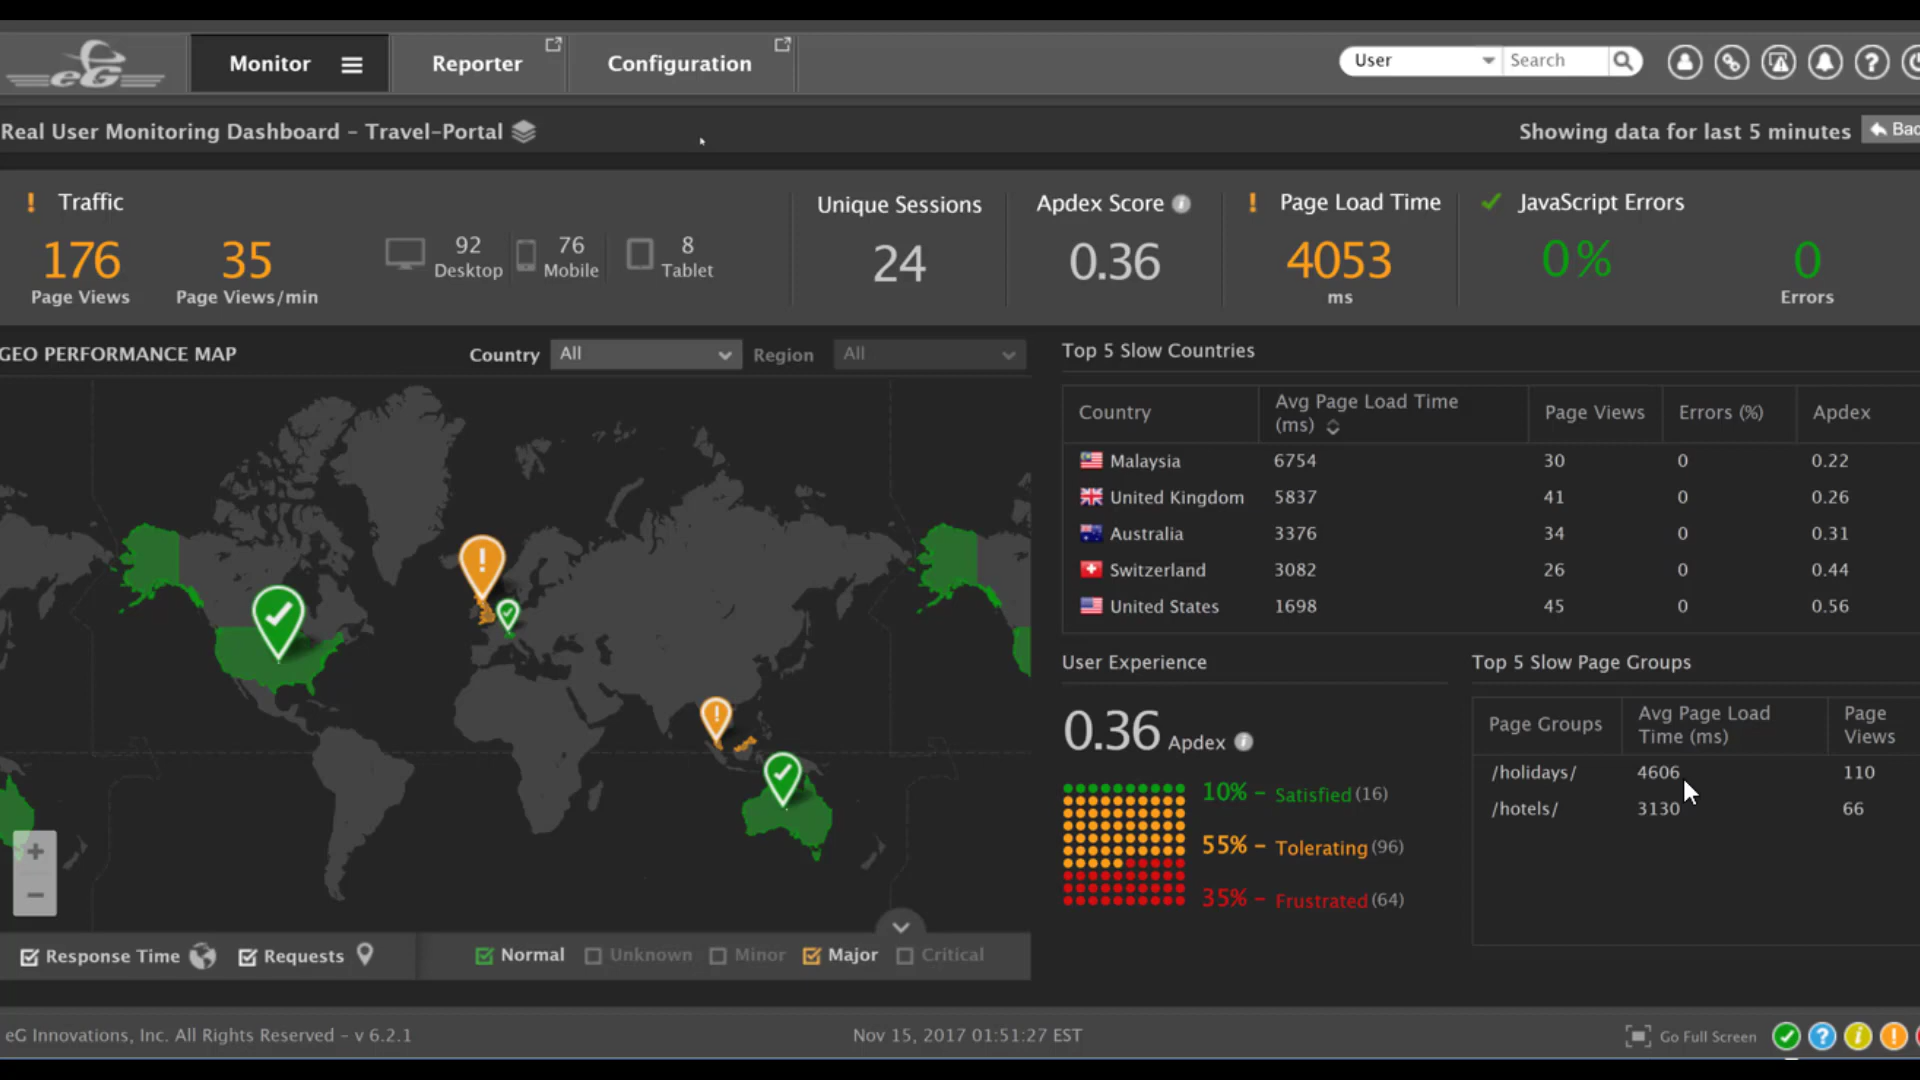 eG
Monitor
Reporter
Configuration
User
Search
Real User Monitoring Dashboard - Travel-Portal
Showing data for last 5 minutes
! Traffic
176
Page Views
35
Page Views/min
92
Desktop
76
Mobile
8
Tablet
Unique Sessions
24
Apdex Score i
0.36
! Page Load Time
4053
ms
JavaScript Errors
0%
0
Errors
GEO PERFORMANCE MAP
Country All
Region All
!
!
+
−
Response Time
Requests
Normal
Unknown
Minor
Major
Critical
Top 5 Slow Countries
Country Avg Page Load Time (ms) Page Views Errors (%) Apdex
Malaysia 6754 30 0 0.22
United Kingdom 5837 41 0 0.26
Australia 3376 34 0 0.31
Switzerland 3082 26 0 0.44
United States 1698 45 0 0.56
User Experience
0.36 Apdex i
10% - Satisfied (16)
55% - Tolerating (96)
35% - Frustrated (64)
Top 5 Slow Page Groups
Page Groups Avg Page Load Time (ms) Page Views
/holidays/ 4606 110
/hotels/ 3130 66
eG Innovations, Inc. All Rights Reserved - v 6.2.1
Nov 15, 2017 01:51:27 EST
Go Full Screen
? i !